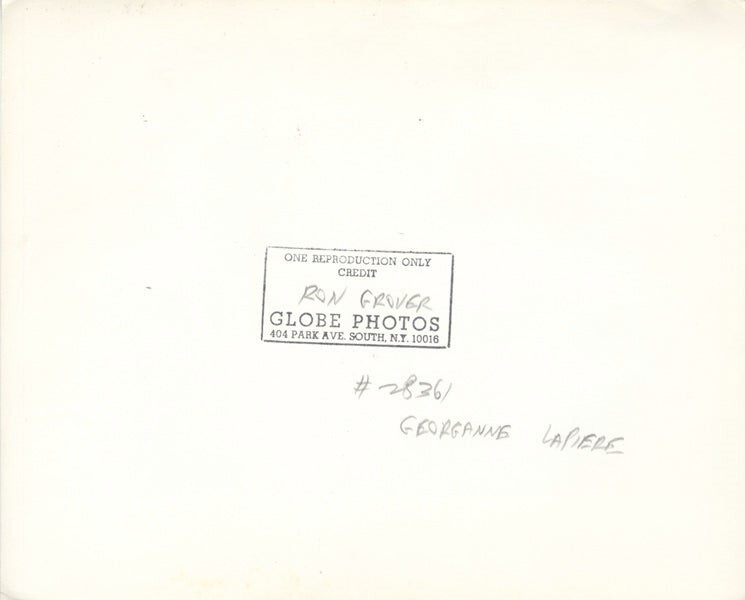 ONE REPRODUCTION ONLY
CREDIT
RON GROVER
GLOBE PHOTOS
404 PARK AVE. SOUTH, N.Y. 10016
# 28361
GEORGANNE LAPIERE